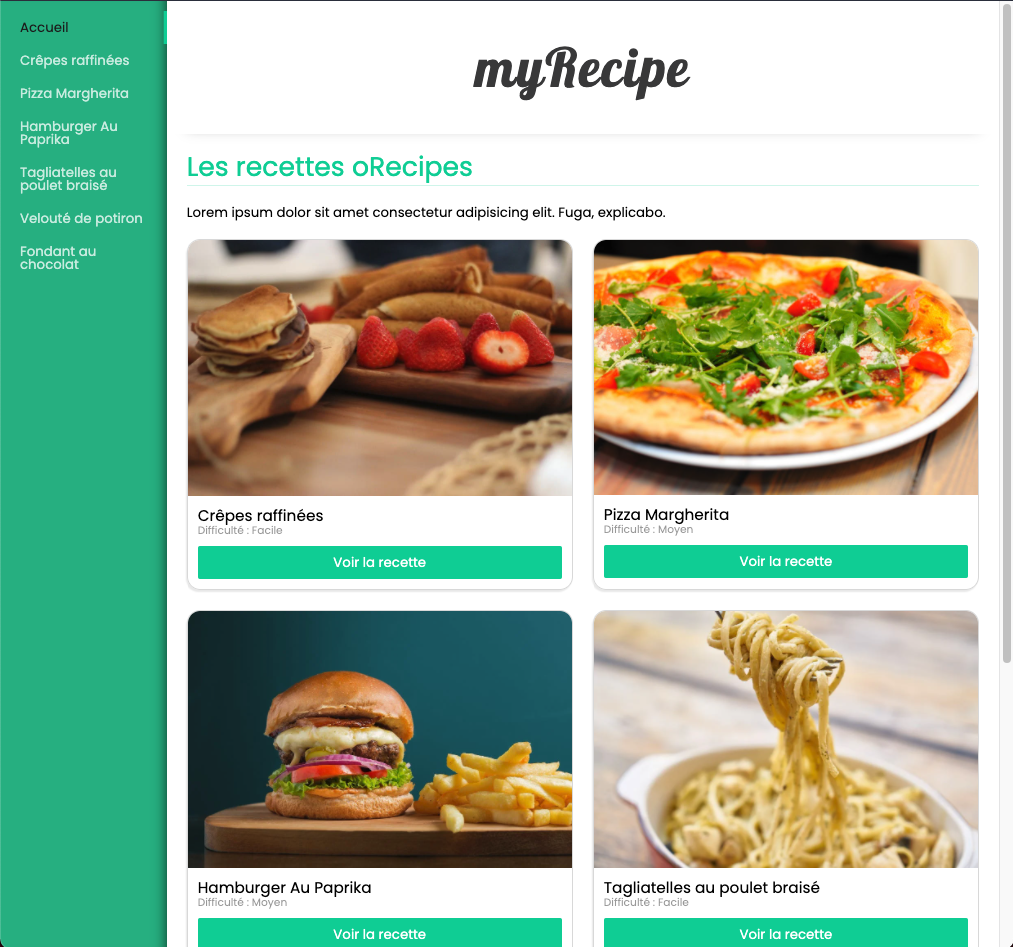 Accueil
Crêpes raffinées
Pizza Margherita
Hamburger Au
Paprika
Tagliatelles au
poulet braisé
Velouté de potiron
Fondant au
chocolat
myRecipe
Les recettes oRecipes
Lorem ipsum dolor sit amet consectetur adipisicing elit. Fuga, explicabo.
Crêpes raffinées
Difficulté : Facile
Voir la recette
Pizza Margherita
Difficulté : Moyen
Voir la recette
Hamburger Au Paprika
Difficulté : Moyen
Voir la recette
Tagliatelles au poulet braisé
Difficulté : Facile
Voir la recette